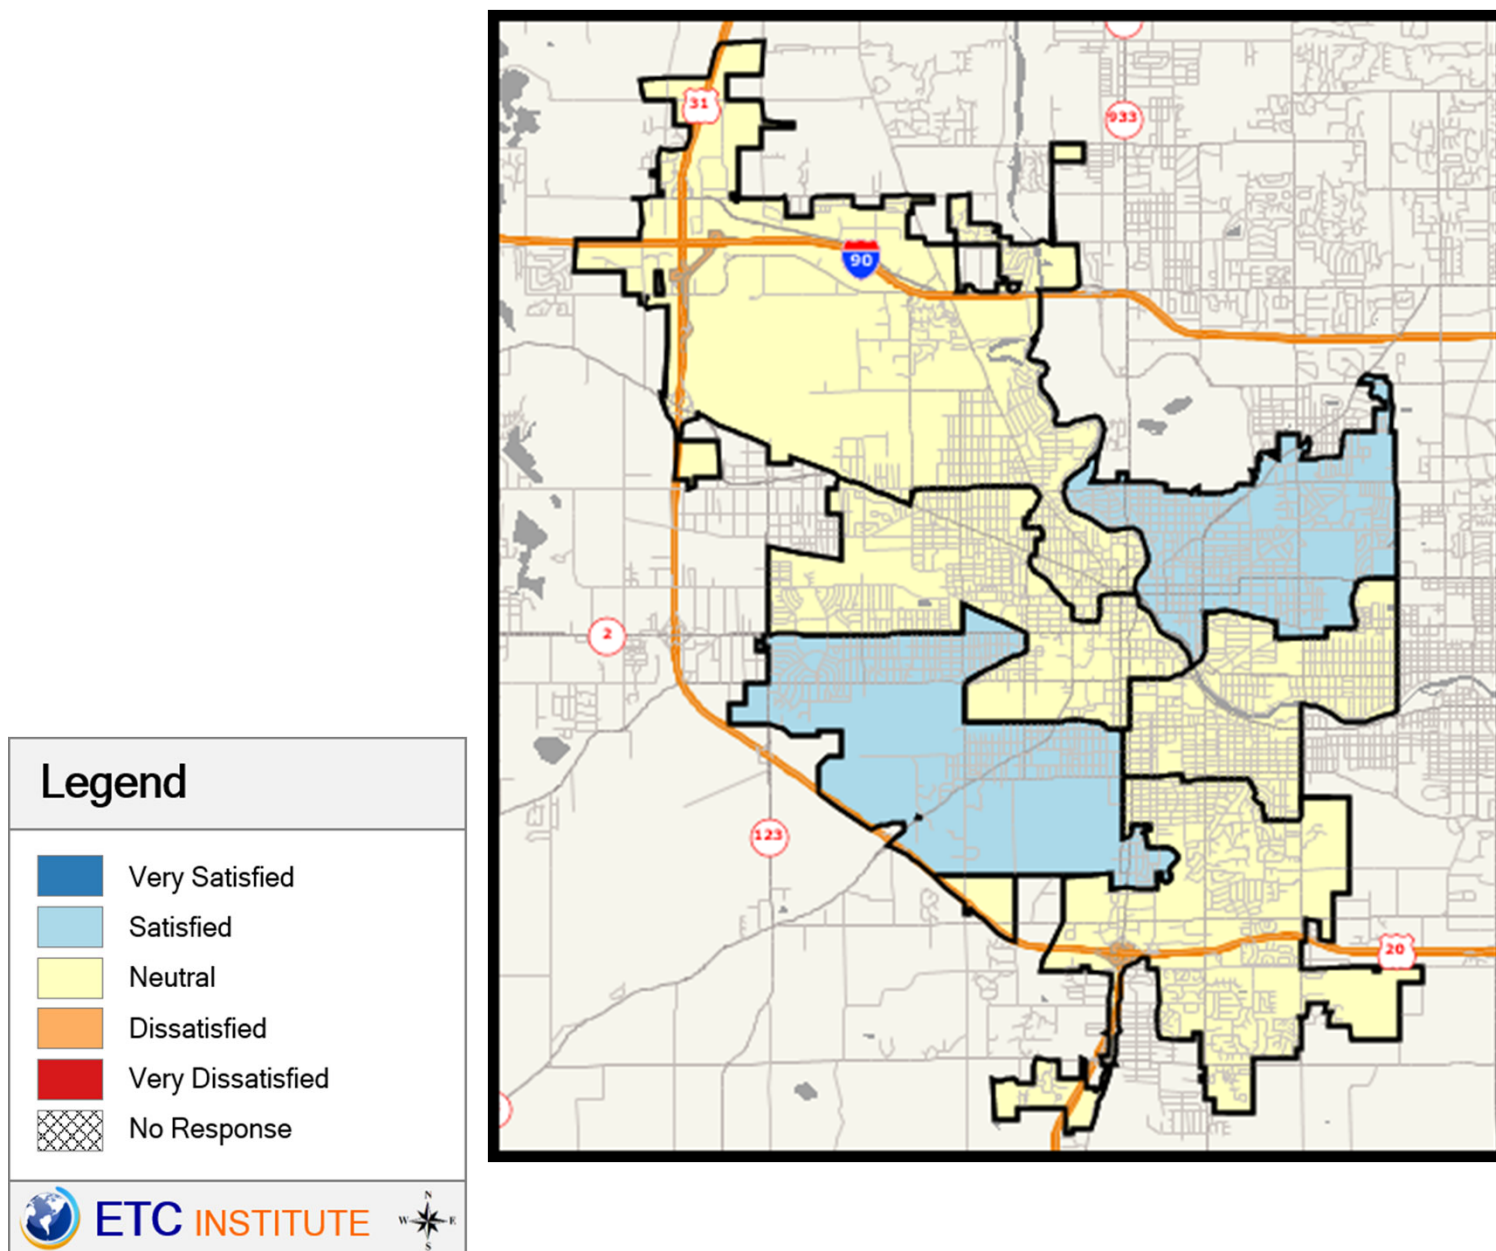 31
933
90
2
123
20
Legend
Very Satisfied
Satisfied
Neutral
Dissatisfied
Very Dissatisfied
No Response
ETC INSTITUTE
N
W E
S